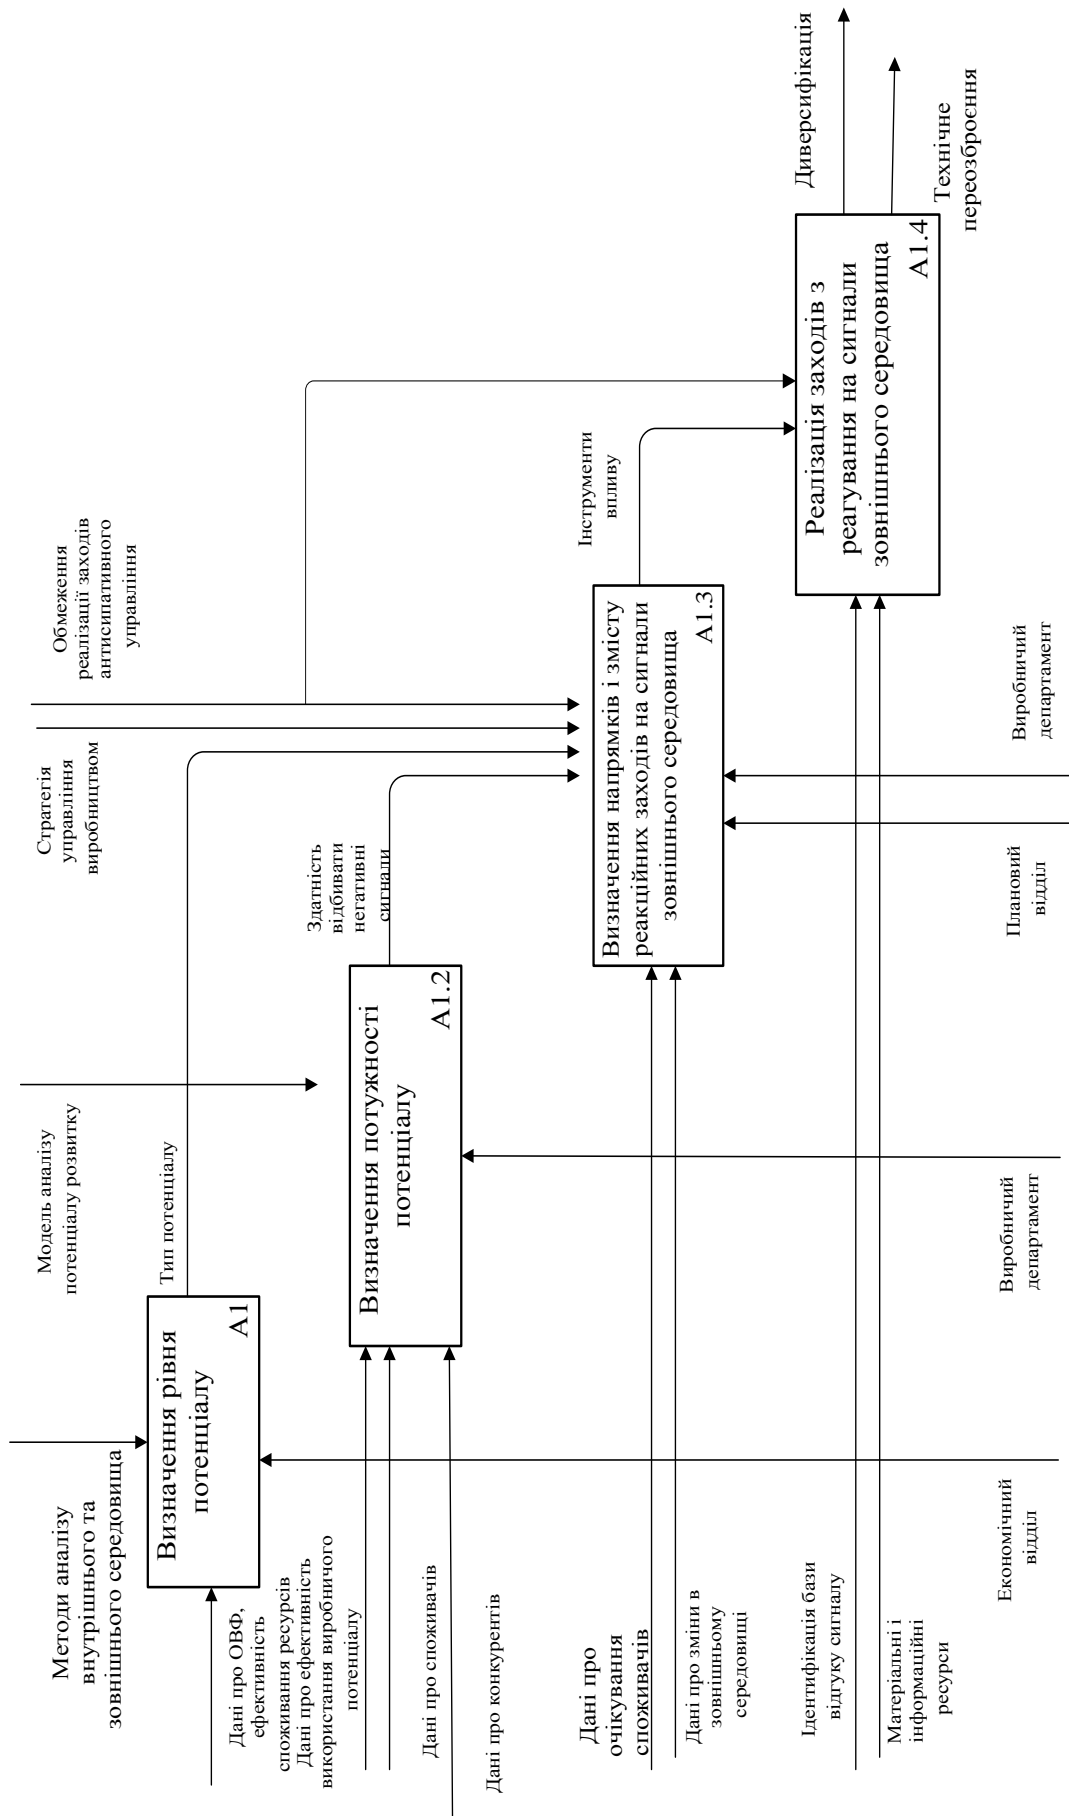 Методи аналізу
внутрішнього та
зовнішнього середовища
Модель аналізу
потенціалу розвитку
Стратегія
управління
виробництвом
Обмеження
реалізації заходів
антисипативного
управління
Визначення рівня
потенціалу
А1
Тип потенціалу
Дані про ОВФ,
ефективність
споживання ресурсів
Дані про ефективність
використання виробничого
потенціалу
Дані про споживачів
Дані про конкурентів
Визначення потужності
потенціалу
А1.2
Здатність
відбивати
негативні
сигнали
Дані про
очікування
споживачів
Дані про зміни в
зовнішньому
середовищі
Визначення напрямків і змісту
реакційних заходів на сигнали
зовнішнього середовища
А1.3
Інструменти
впливу
Ідентифікація бази
відгуку сигналу
Матеріальні і
інформаційні
ресурси
Реалізація заходів з
реагування на сигнали
зовнішнього середовища
А1.4
Диверсифікація
Технічне
переозброєння
Економічний
відділ
Виробничий
департамент
Плановий
відділ
Виробничий
департамент